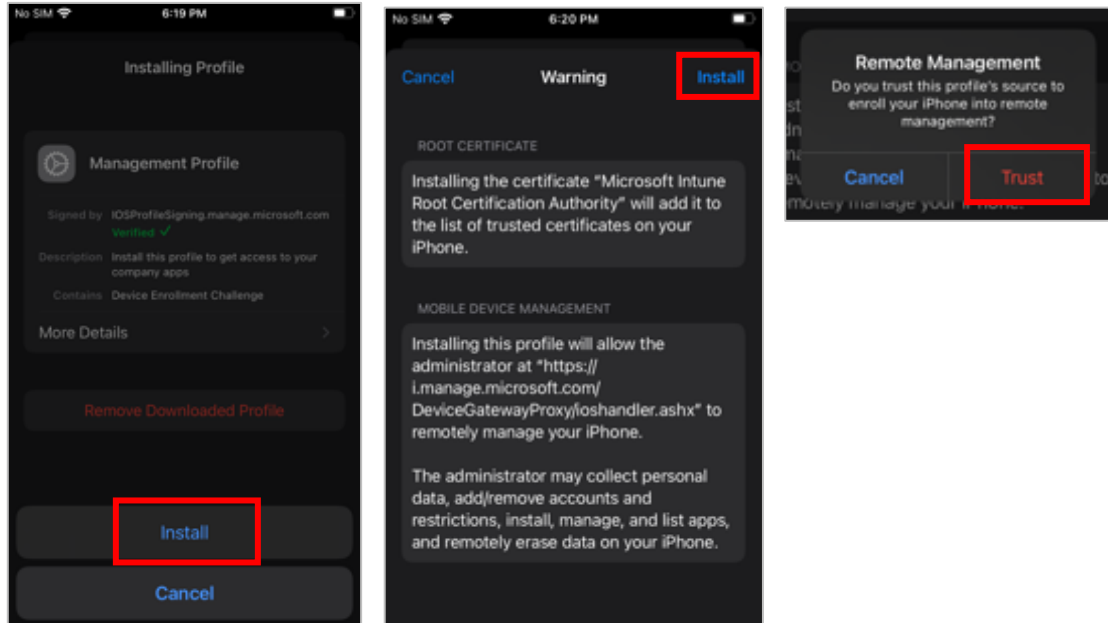 No SIM 6:19 PM
Installing Profile
Management Profile
Signed by IOSProfileSigning.manage.microsoft.com
Verified ✓
Description Install this profile to get access to your
company apps
Contains Device Enrollment Challenge
More Details
Remove Downloaded Profile
Install
Cancel
No SIM 6:20 PM
Cancel Warning Install
ROOT CERTIFICATE
Installing the certificate “Microsoft Intune
Root Certification Authority” will add it to
the list of trusted certificates on your
iPhone.
MOBILE DEVICE MANAGEMENT
Installing this profile will allow the
administrator at “https://
i.manage.microsoft.com/
DeviceGatewayProxy/ioshandler.ashx” to
remotely manage your iPhone.
The administrator may collect personal
data, add/remove accounts and
restrictions, install, manage, and list apps,
and remotely erase data on your iPhone.
Remote Management
Do you trust this profile's source to
enroll your iPhone into remote
management?
Cancel Trust
remotely manage your iPhone.